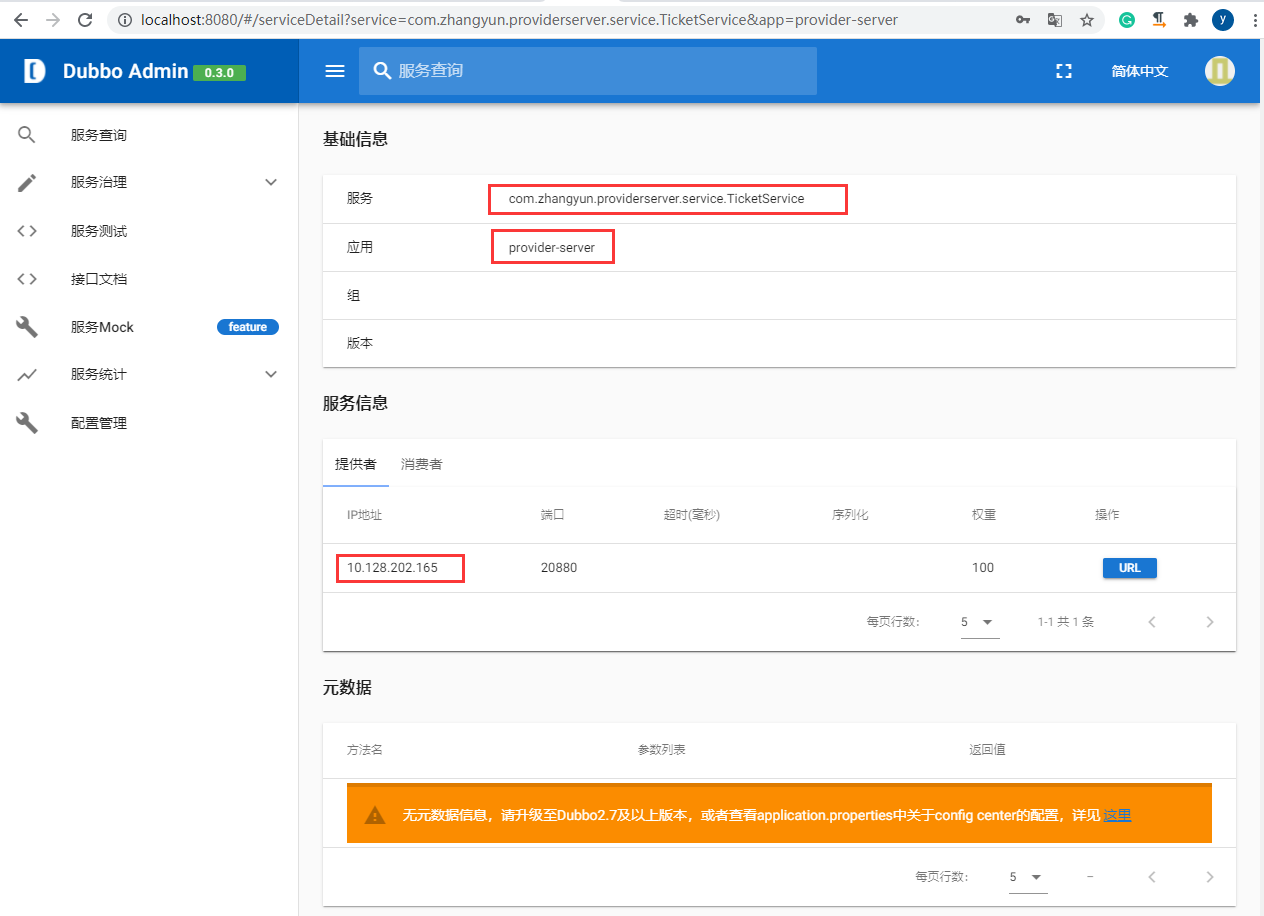 localhost:8080/#/serviceDetail?service=com.zhangyun.providerserver.service.TicketService&app=provider-server
y
Dubbo Admin 0.3.0
服务查询
简体中文
服务查询
服务治理
服务测试
接口文档
服务Mock feature
服务统计
配置管理
基础信息
服务 com.zhangyun.providerserver.service.TicketService
应用 provider-server
组
版本
服务信息
提供者 消费者
IP地址 端口 超时(毫秒) 序列化 权重 操作
10.128.202.165 20880 100 URL
每页行数: 5 1-1 共 1 条
元数据
方法名 参数列表 返回值
无元数据信息，请升级至Dubbo2.7及以上版本，或者查看application.properties中关于config center的配置，详见 这里
每页行数: 5 –